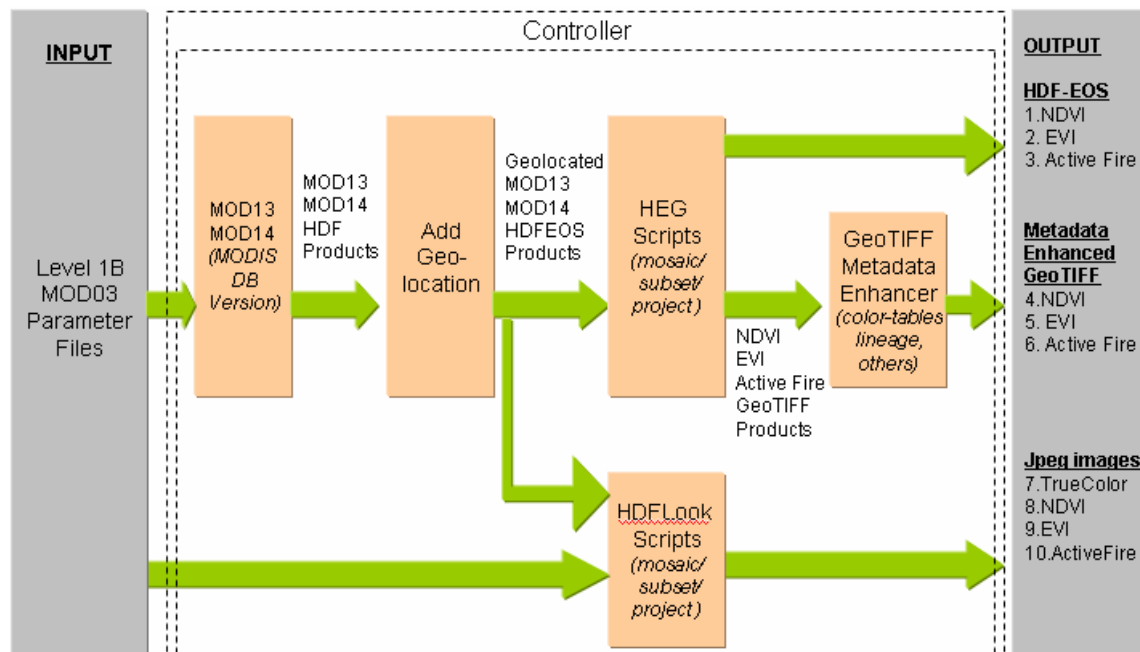 Controller
INPUT
Level 1B
MOD03
Parameter
Files
MOD13
MOD14
(MODIS
DB
Version)
MOD13
MOD14
HDF
Products
Add
Geo-
location
Geolocated
MOD13
MOD14
HDFEOS
Products
HEG
Scripts
(mosaic/
subset/
project)
NDVI
EVI
Active Fire
GeoTIFF
Products
GeoTIFF
Metadata
Enhancer
(color-tables
lineage,
others)
HDFLook
Scripts
(mosaic/
subset/
project)
OUTPUT
HDF-EOS
1.NDVI
2. EVI
3. Active Fire
Metadata
Enhanced
GeoTIFF
4.NDVI
5. EVI
6. Active Fire
Jpeg images
7.TrueColor
8.NDVI
9.EVI
10.ActiveFire